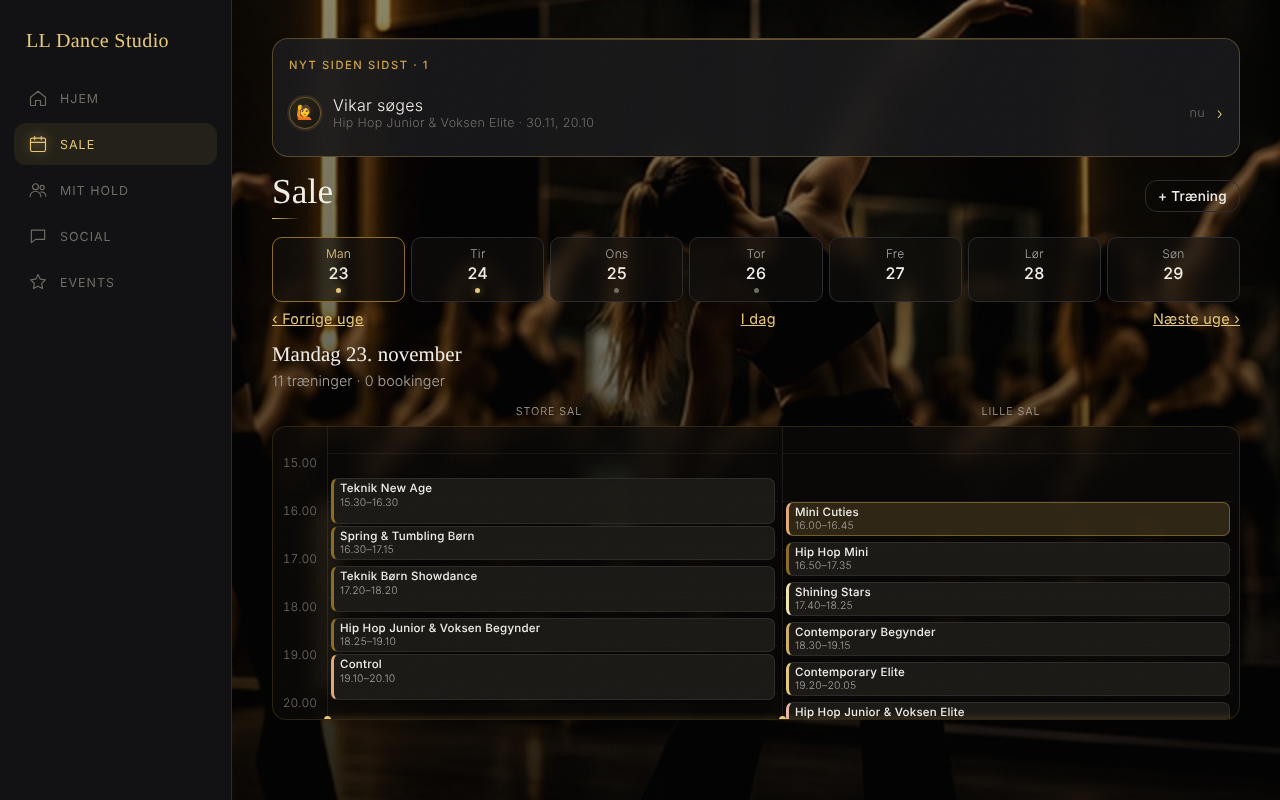 LL Dance Studio
HJEM
SALE
MIT HOLD
SOCIAL
EVENTS
NYT SIDEN SIDST · 1
Vikar søges
Hip Hop Junior & Voksen Elite · 30.11, 20.10
nu ›
Sale
+ Træning
Man 23
Tir 24
Ons 25
Tor 26
Fre 27
Lør 28
Søn 29
‹ Forrige uge
I dag
Næste uge ›
Mandag 23. november
11 træninger · 0 bookinger
STORE SAL
LILLE SAL
15.00
16.00
17.00
18.00
19.00
20.00
Teknik New Age
15.30–16.30
Spring & Tumbling Børn
16.30–17.15
Teknik Børn Showdance
17.20–18.20
Hip Hop Junior & Voksen Begynder
18.25–19.10
Control
19.10–20.10
Mini Cuties
16.00–16.45
Hip Hop Mini
16.50–17.35
Shining Stars
17.40–18.25
Contemporary Begynder
18.30–19.15
Contemporary Elite
19.20–20.05
Hip Hop Junior & Voksen Elite